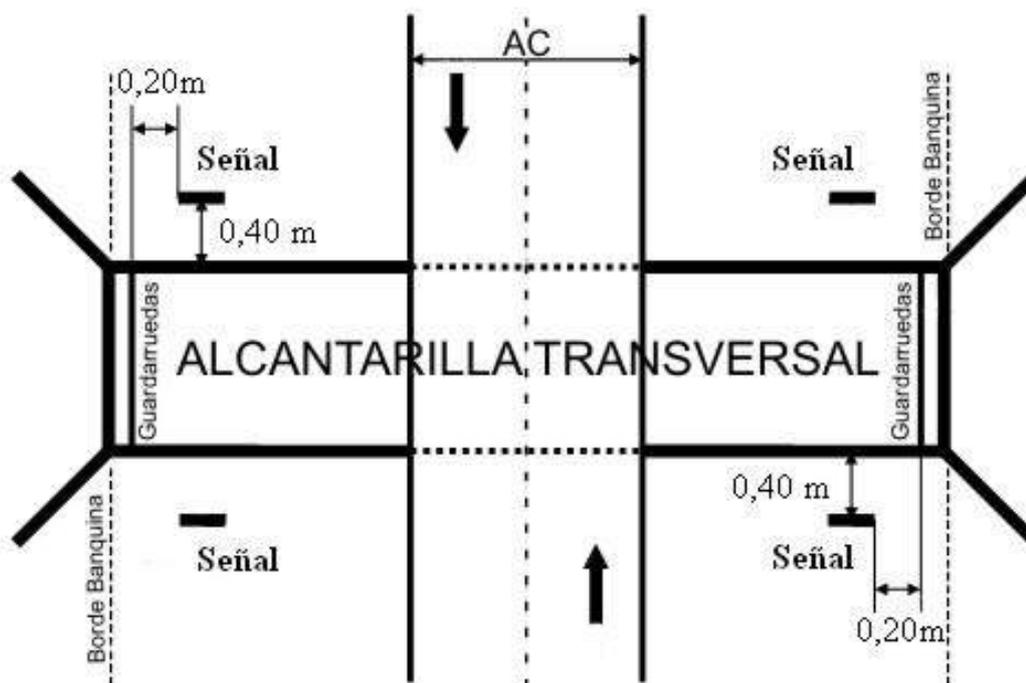 AC
0,20m
Señal
Señal
Borde Banquina
0,40 m
Guardarruedas
ALCANTARILLA TRANSVERSAL
Guardarruedas
Borde Banquina
Señal
0,40 m
Señal
0,20m